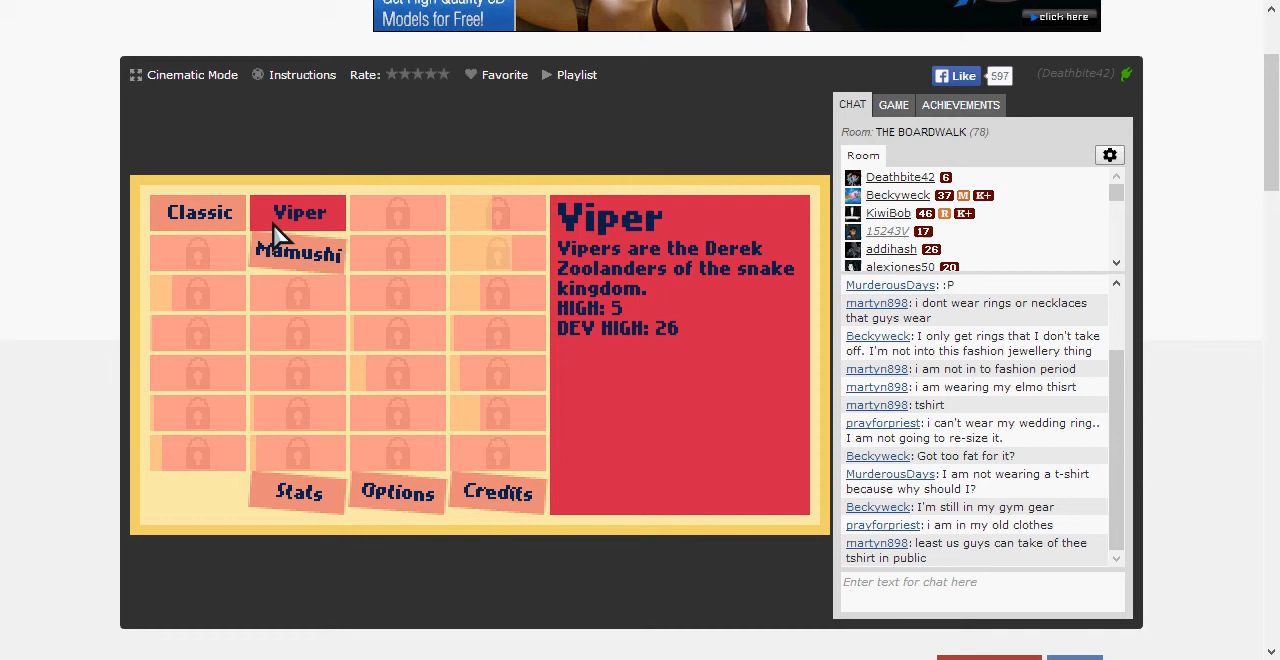 Get High Quality 3D
Models for Free!
click here
Cinematic Mode
Instructions
Rate:
Favorite
Playlist
Like
597
(Deathbite42)
CHAT
GAME
ACHIEVEMENTS
Room: THE BOARDWALK (78)
Room
Deathbite42 6
Beckyweck 37 M K+
KiwiBob 46 R K+
15243V 17
addihash 26
alexjones50 20
MurderousDays: :P
martyn898: i dont wear rings or necklaces
that guys wear
Beckyweck: I only get rings that I don't take
off. I'm not into this fashion jewellery thing
martyn898: i am not in to fashion period
martyn898: i am wearing my elmo thisrt
martyn898: tshirt
prayforpriest: i can't wear my wedding ring..
I am not going to re-size it.
Beckyweck: Got too fat for it?
MurderousDays: I am not wearing a t-shirt
because why should I?
Beckyweck: I'm still in my gym gear
prayforpriest: i am in my old clothes
martyn898: least us guys can take of thee
tshirt in public
Enter text for chat here
Classic
Viper
Mamushi
Stats
Options
Credits
Viper
Vipers are the Derek
Zoolanders of the snake
kingdom.
HIGH: 5
DEV HIGH: 26